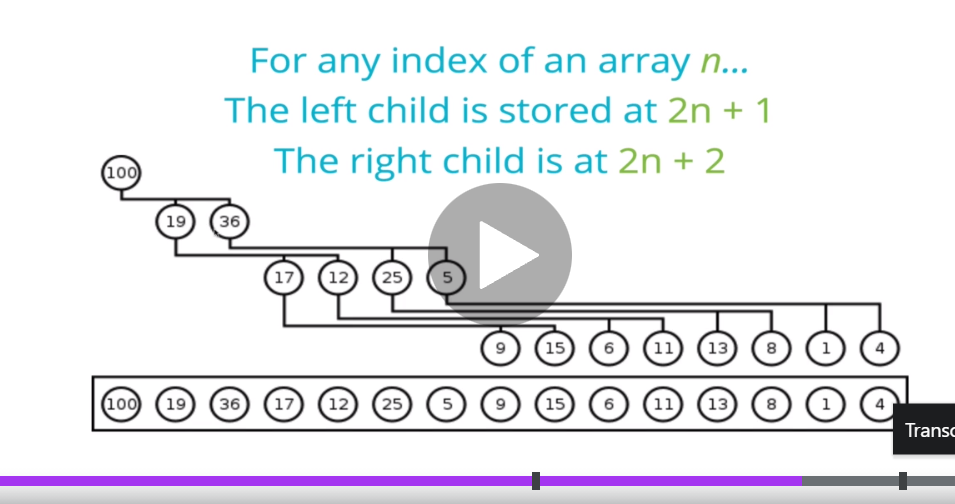 For any index of an array n...
The left child is stored at 2n + 1
The right child is at 2n + 2
100
19 36
17 12 25 5
9 15 6 11 13 8 1 4
100 19 36 17 12 25 5 9 15 6 11 13 8 1 4